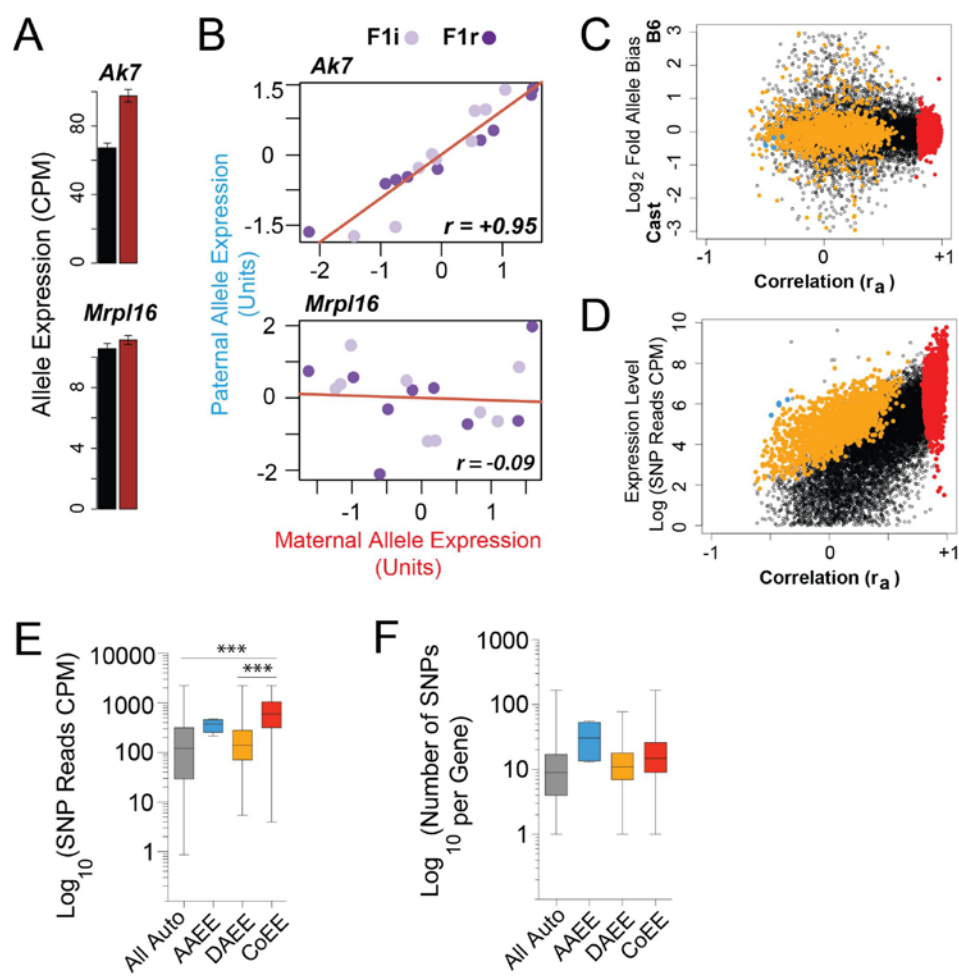 A
Ak7
80
40
0
Mrpl16
8
4
0
Allele Expression (CPM)
B
F1i F1r
Ak7
1.5
0
-1.5
r = +0.95
-2 -1 0 1
Mrpl16
2
0
-2
r = -0.09
-1 0 1
Paternal Allele Expression
(Units)
Maternal Allele Expression
(Units)
C
Log2 Fold Allele Bias
Cast B6
3
2
1
0
-1
-2
-3
-1 0 +1
Correlation (ra)
D
Expression Level
Log (SNP Reads CPM)
10
8
6
4
2
0
-1 0 +1
Correlation (ra)
E
Log10(SNP Reads CPM)
10000
1000
100
10
1
***
***
All Auto
AAEE
DAEE
CoEE
F
Log10(Number of SNPs
per Gene)
1000
100
10
1
All Auto
AAEE
DAEE
CoEE